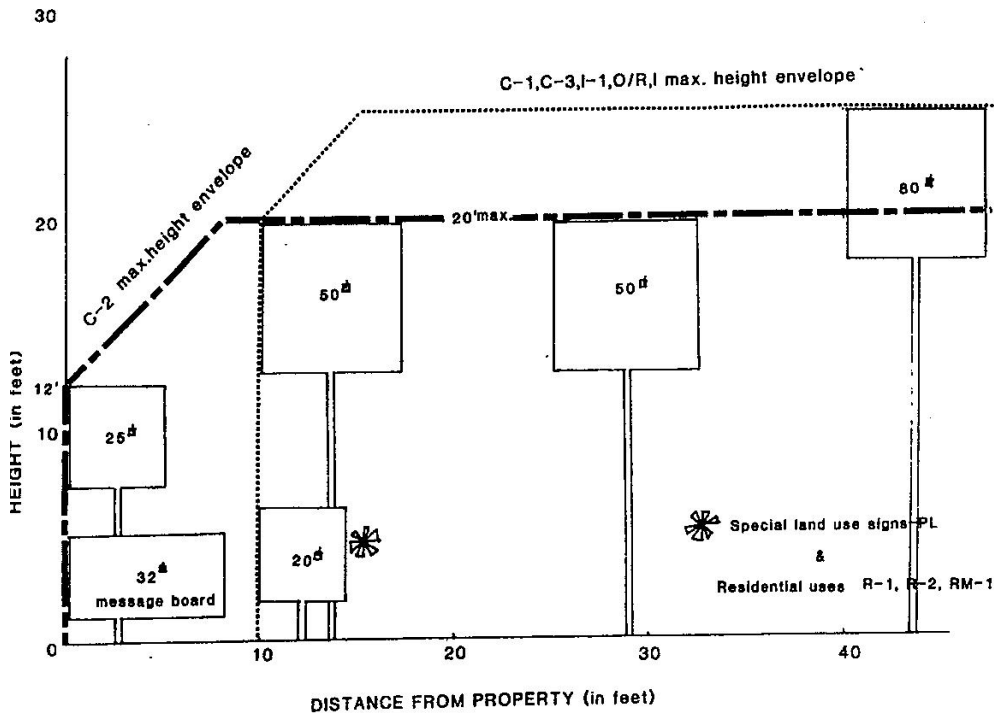 30
C-1,C-3,I-1,O/R,I max. height envelope
C-2 max.height envelope
80
20
20'max.
50
50
12'
10
25
HEIGHT (in feet)
32
message board
20
Special land use signs-PL
&
Residential uses R-1, R-2, RM-1
0
10
20
30
40
DISTANCE FROM PROPERTY (in feet)